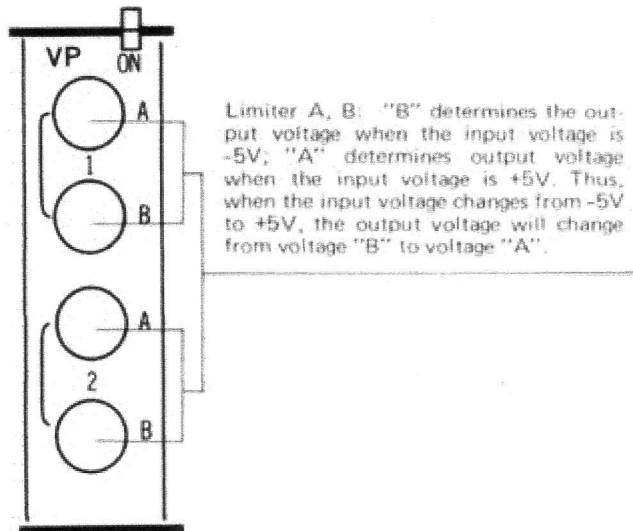 VP
ON
A
1
B
A
2
B
Limiter A, B: "B" determines the out-
put voltage when the input voltage is
-5V; "A" determines output voltage
when the input voltage is +5V. Thus,
when the input voltage changes from -5V
to +5V, the output voltage will change
from voltage "B" to voltage "A".